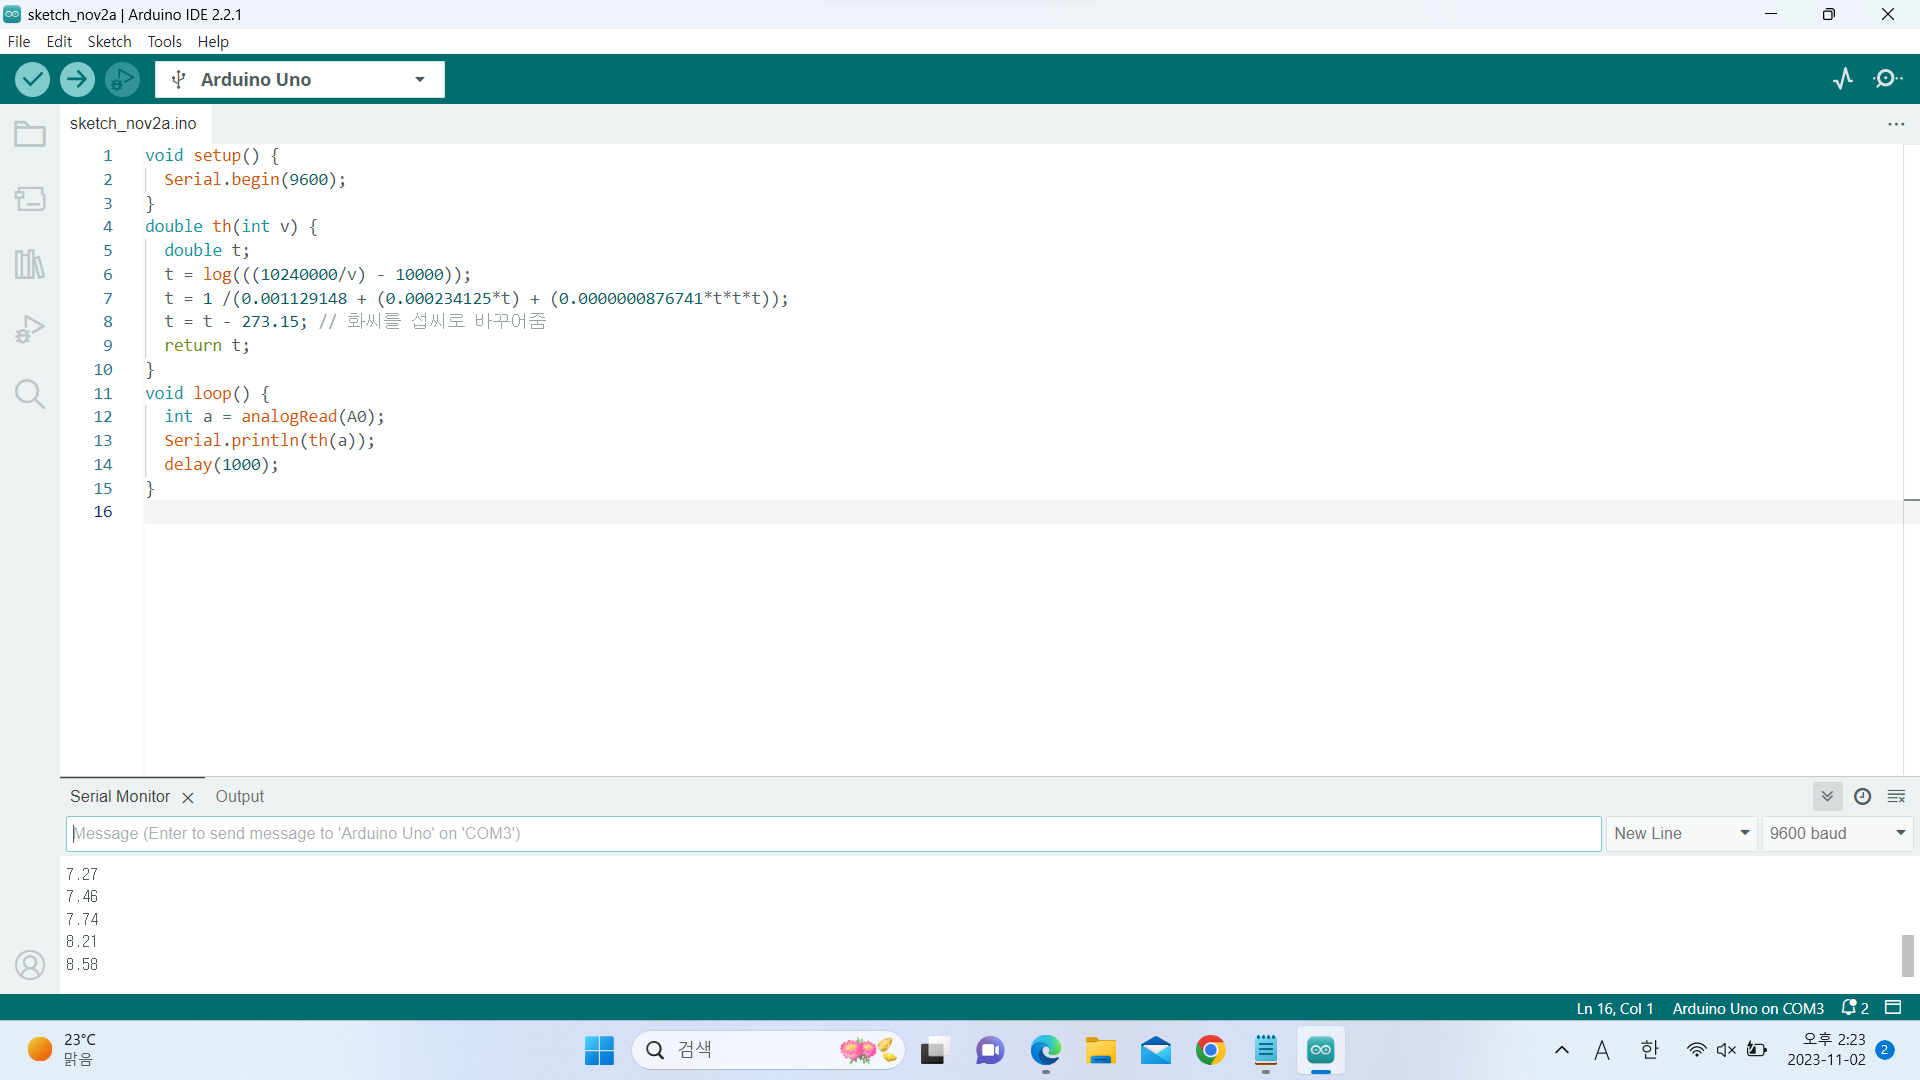 sketch_nov2a | Arduino IDE 2.2.1
File Edit Sketch Tools Help
Arduino Uno
sketch_nov2a.ino
1 void setup() {
2 Serial.begin(9600);
3 }
4 double th(int v) {
5 double t;
6 t = log(((10240000/v) - 10000));
7 t = 1 /(0.001129148 + (0.000234125*t) + (0.0000000876741*t*t*t));
8 t = t - 273.15; // 화씨를 섭씨로 바꾸어줌
9 return t;
10 }
11 void loop() {
12 int a = analogRead(A0);
13 Serial.println(th(a));
14 delay(1000);
15 }
16
Serial Monitor Output
Message (Enter to send message to 'Arduino Uno' on 'COM3')
New Line
9600 baud
7.27
7.46
7.74
8.21
8.58
Ln 16, Col 1 Arduino Uno on COM3 2
23°C
맑음
검색
A 한
오후 2:23
2023-11-02
2